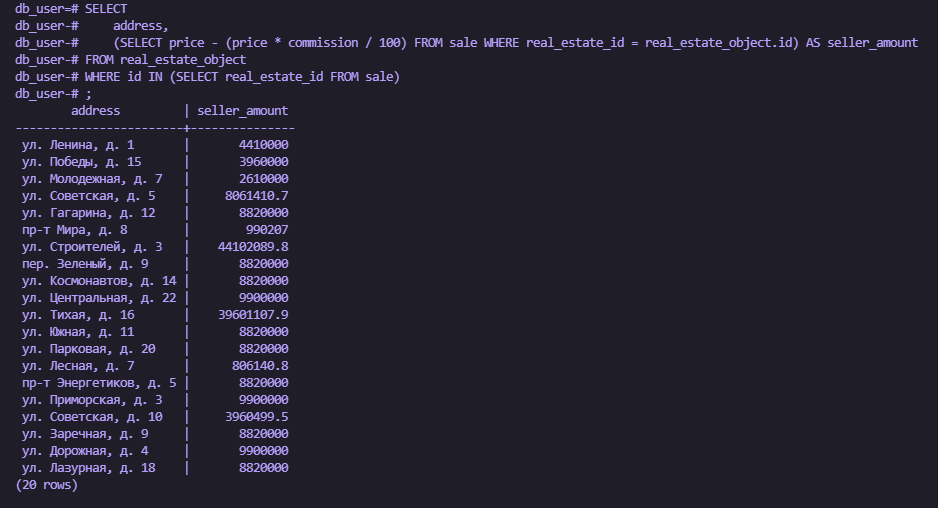 db_user=# SELECT
db_user-#     address,
db_user-#     (SELECT price - (price * commission / 100) FROM sale WHERE real_estate_id = real_estate_object.id) AS seller_amount
db_user-# FROM real_estate_object
db_user-# WHERE id IN (SELECT real_estate_id FROM sale)
db_user-# ;
        address         | seller_amount
------------------------+---------------
 ул. Ленина, д. 1       |       4410000
 ул. Победы, д. 15      |       3960000
 ул. Молодежная, д. 7   |       2610000
 ул. Советская, д. 5    |     8061410.7
 ул. Гагарина, д. 12    |       8820000
 пр-т Мира, д. 8        |        990207
 ул. Строителей, д. 3   |    44102089.8
 пер. Зеленый, д. 9     |       8820000
 ул. Космонавтов, д. 14 |       8820000
 ул. Центральная, д. 22 |       9900000
 ул. Тихая, д. 16       |    39601107.9
 ул. Южная, д. 11       |       8820000
 ул. Парковая, д. 20    |       8820000
 ул. Лесная, д. 7       |      806140.8
 пр-т Энергетиков, д. 5 |       8820000
 ул. Приморская, д. 3   |       9900000
 ул. Советская, д. 10   |     3960499.5
 ул. Заречная, д. 9     |       8820000
 ул. Дорожная, д. 4     |       9900000
 ул. Лазурная, д. 18    |       8820000
(20 rows)